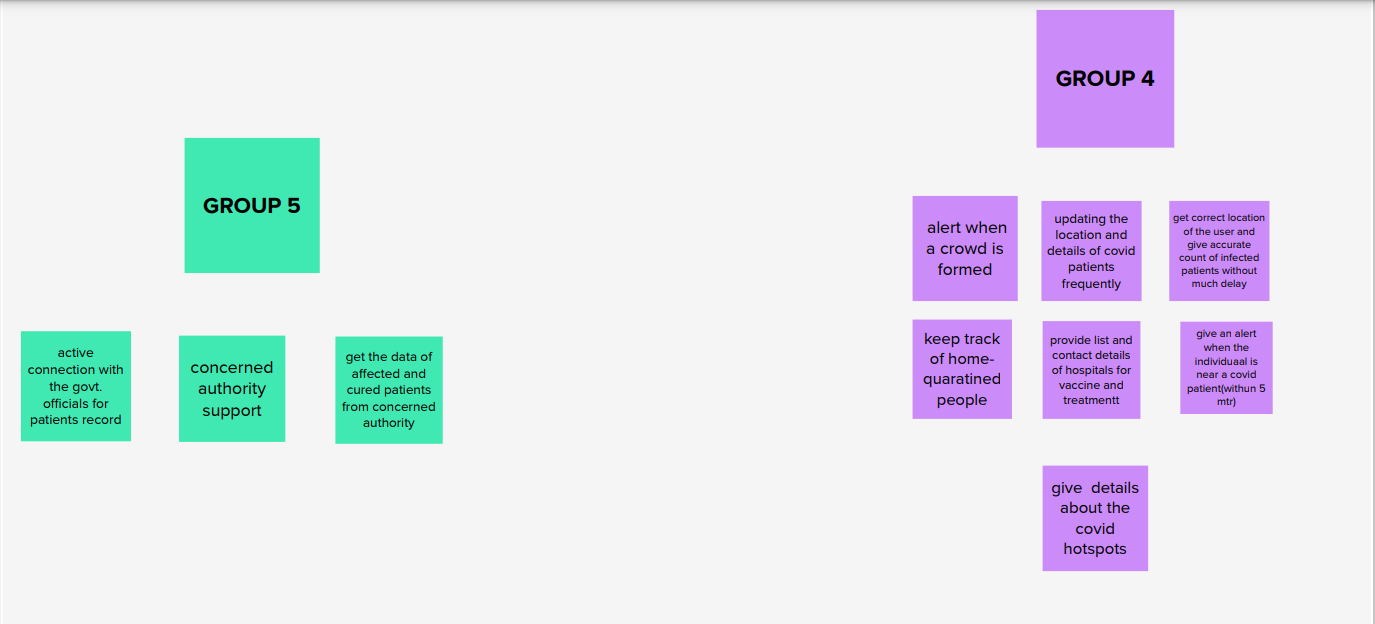 GROUP 5
active
connection with
the govt.
officials for
patients record
concerned
authority
support
get the data of
affected and
cured patients
from concerned
authority
GROUP 4
alert when
a crowd is
formed
updating the
location and
details of covid
patients
frequently
get correct location
of the user and
give accurate
count of infected
patients without
much delay
keep track
of home-
quaratined
people
provide list and
contact details
of hospitals for
vaccine and
treatmentt
give an alert
when the
individuaal is
near a covid
patient(withun 5
mtr)
give details
about the
covid
hotspots